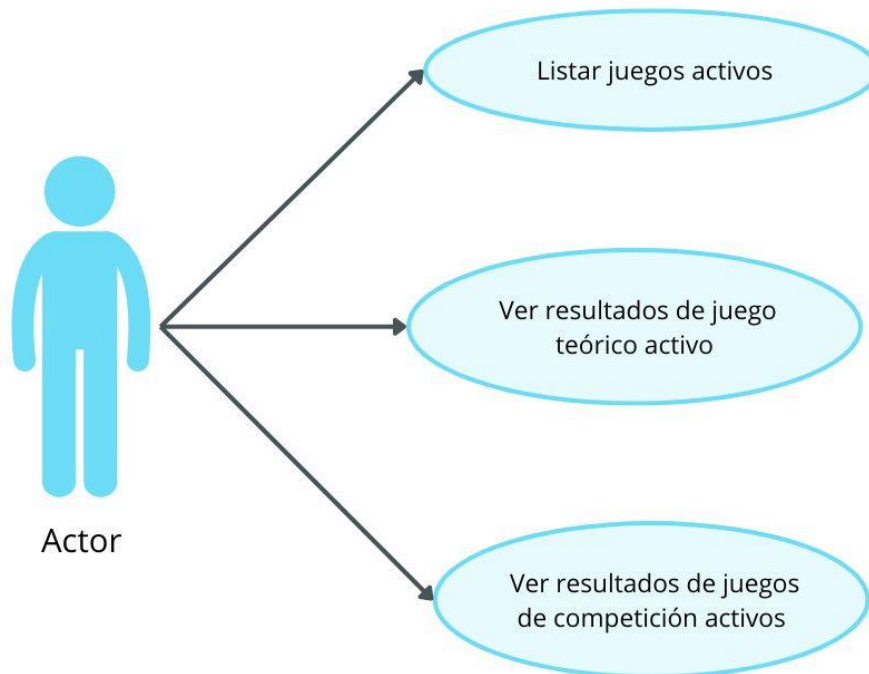 Listar juegos activos
Ver resultados de juego
teórico activo
Actor
Ver resultados de juegos
de competición activos